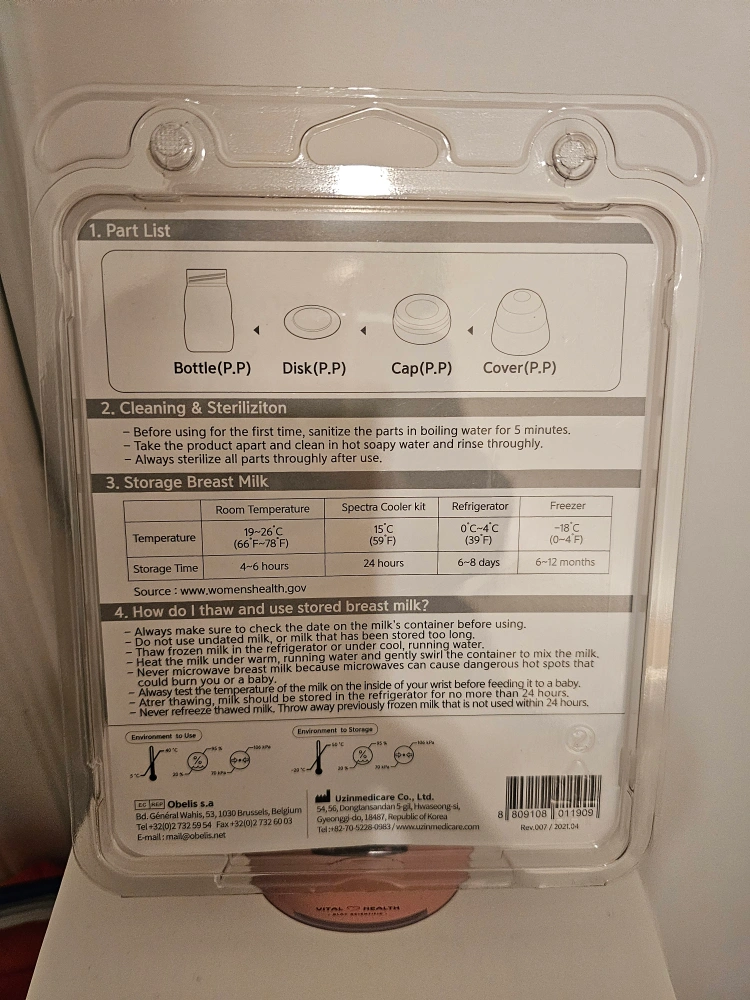 1. Part List
Bottle(P.P) Disk(P.P) Cap(P.P) Cover(P.P)
2. Cleaning & Steriliziton
– Before using for the first time, sanitize the parts in boiling water for 5 minutes.
– Take the product apart and clean in hot soapy water and rinse throughly.
– Always sterilize all parts throughly after use.
3. Storage Breast Milk
Room Temperature Spectra Cooler kit Refrigerator Freezer
Temperature 19~26°C (66°F~78°F) 15°C (59°F) 0°C~4°C (39°F) -18°C (0~4°F)
Storage Time 4~6 hours 24 hours 6~8 days 6~12 months
Source : www.womenshealth.gov
4. How do I thaw and use stored breast milk?
– Always make sure to check the date on the milk's container before using.
– Do not use undated milk, or milk that has been stored too long.
– Thaw frozen milk in the refrigerator or under cool, running water.
– Heat the milk under warm, running water and gently swirl the container to mix the milk.
– Never microwave breast milk because microwaves can cause dangerous hot spots that
could burn you or a baby.
– Alwasy test the temperature of the milk on the inside of your wrist before feeding it to a baby.
– Atrer thawing, milk should be stored in the refrigerator for no more than 24 hours.
– Never refreeze thawed milk. Throw away previously frozen milk that is not used within 24 hours.
Environment to Use Environment to Storage
EC REP Obelis s.a
Bd. Général Wahis, 53, 1030 Brussels, Belgium
Tel +32(0)2 732 59 54 Fax +32(0)2 732 60 03
E-mail : mail@obelis.net
Uzinmedicare Co., Ltd.
54, 56, Dongtansandan 5-gil, Hwaseong-si,
Gyeonggi-do, 18487, Republic of Korea
Tel:+82-70-5228-0983 / www.uzinmedicare.com
8 809108 011909
Rev.007 / 2021.04
VITAL HEALTH